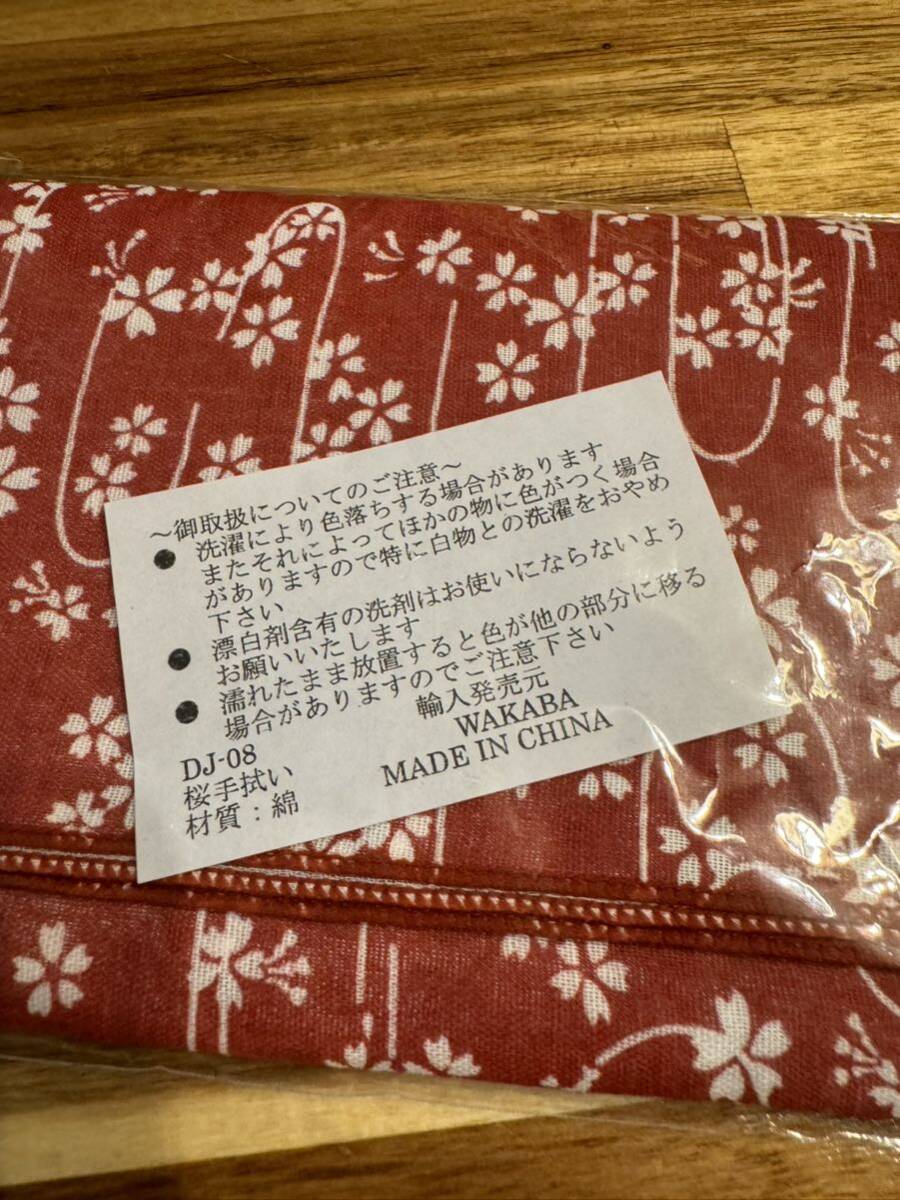 ～御取扱についてのご注意～
● 洗濯により色落ちする場合があります
またそれによってほかの物に色がつく場合
がありますので特に白物との洗濯をおやめ
下さい
● 漂白剤含有の洗剤はお使いにならないよう
お願いいたします
● 濡れたまま放置すると色が他の部分に移る
場合がありますのでご注意下さい
輸入発売元
WAKABA
MADE IN CHINA
DJ-08
桜手拭い
材質：綿